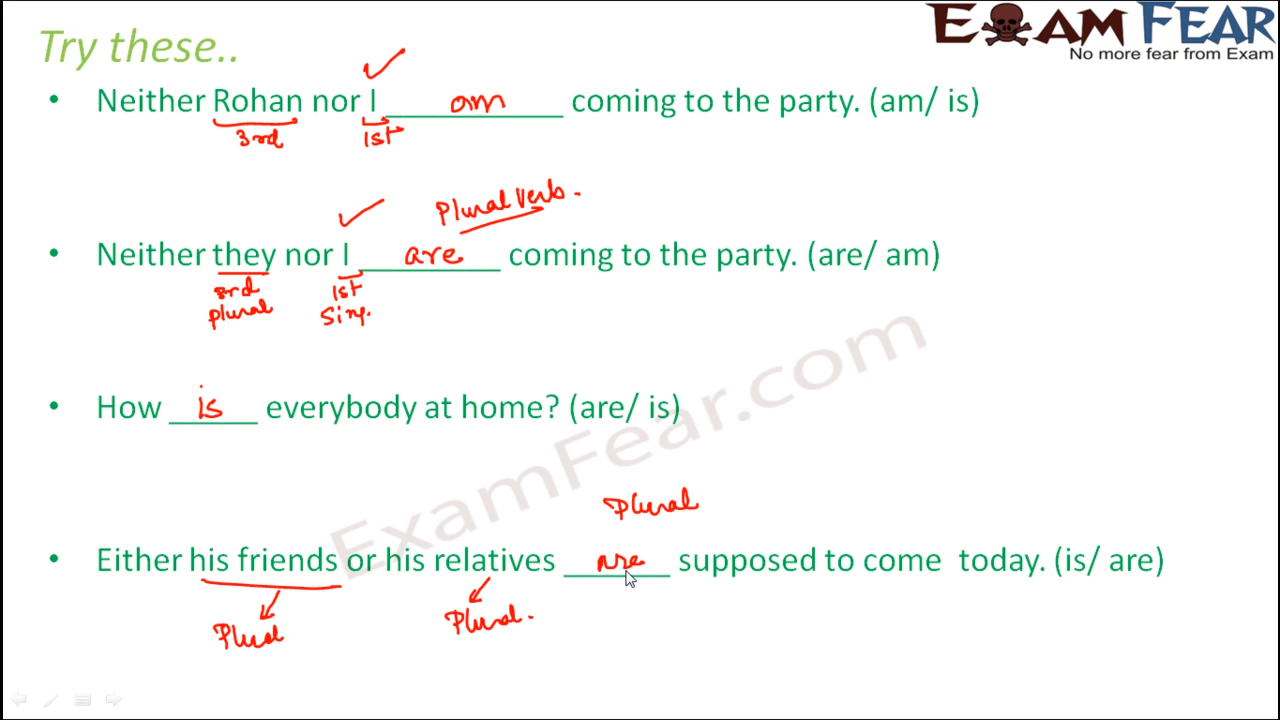 EXAM FEAR
No more fear from Exam
Try these..
• Neither Rohan nor I am coming to the party. (am/ is)
3rd 1st
Plural Verb.
• Neither they nor I are coming to the party. (are/ am)
3rd 1st
plural Sing.
• How is everybody at home? (are/ is)
Plural
• Either his friends or his relatives are supposed to come today. (is/ are)
Plural Plural.
ExamFear.com